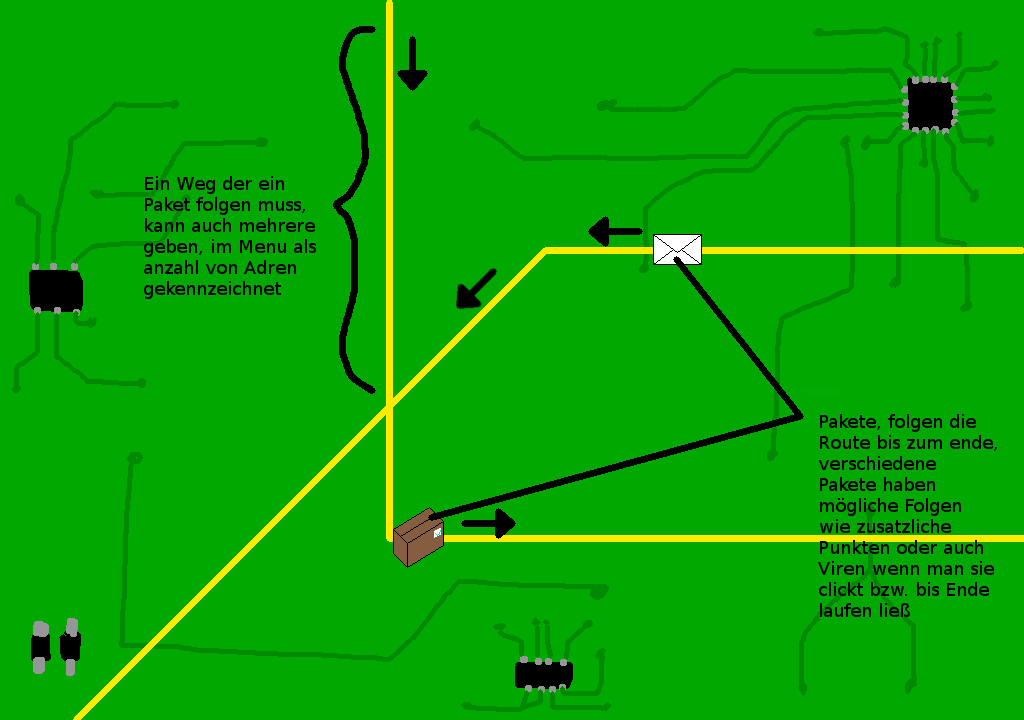 Ein Weg der ein
Paket folgen muss,
kann auch mehrere
geben, im Menu als
anzahl von Adren
gekennzeichnet
Pakete, folgen die
Route bis zum ende,
verschiedene
Pakete haben
mögliche Folgen
wie zusatzliche
Punkten oder auch
Viren wenn man sie
clickt bzw. bis Ende
laufen ließ